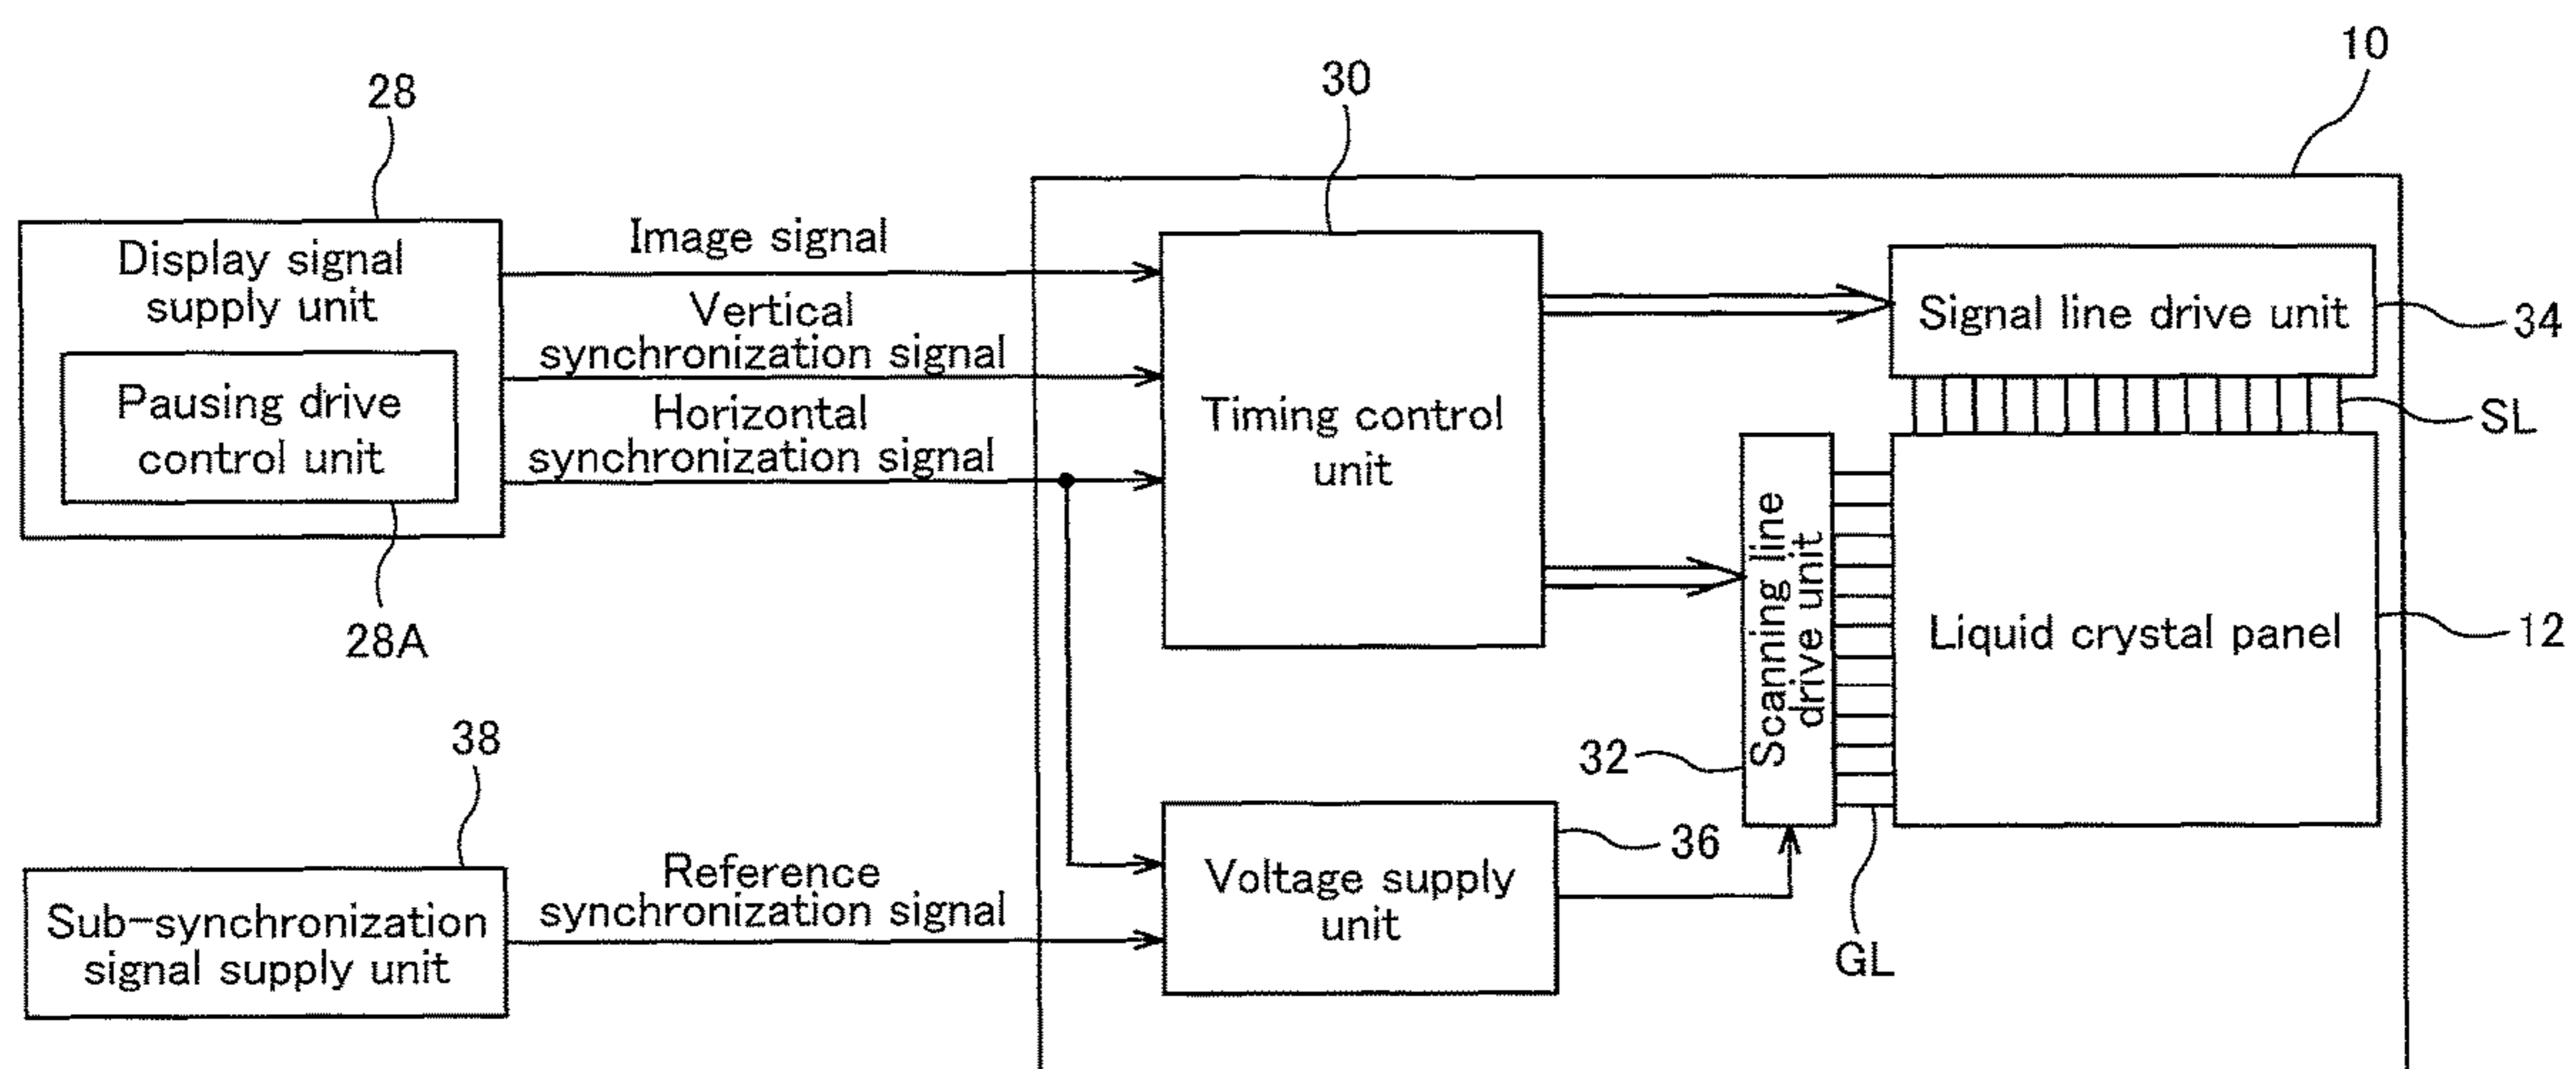 10
30
28
Display signal
supply unit
Pausing drive
control unit
28A
Image signal
Vertical
synchronization signal
Horizontal
synchronization signal
Timing control
unit
Signal line drive unit
34
SL
Scanning line
drive unit
32
Liquid crystal panel
12
GL
38
Sub-synchronization
signal supply unit
Reference
synchronization signal
Voltage supply
unit
36